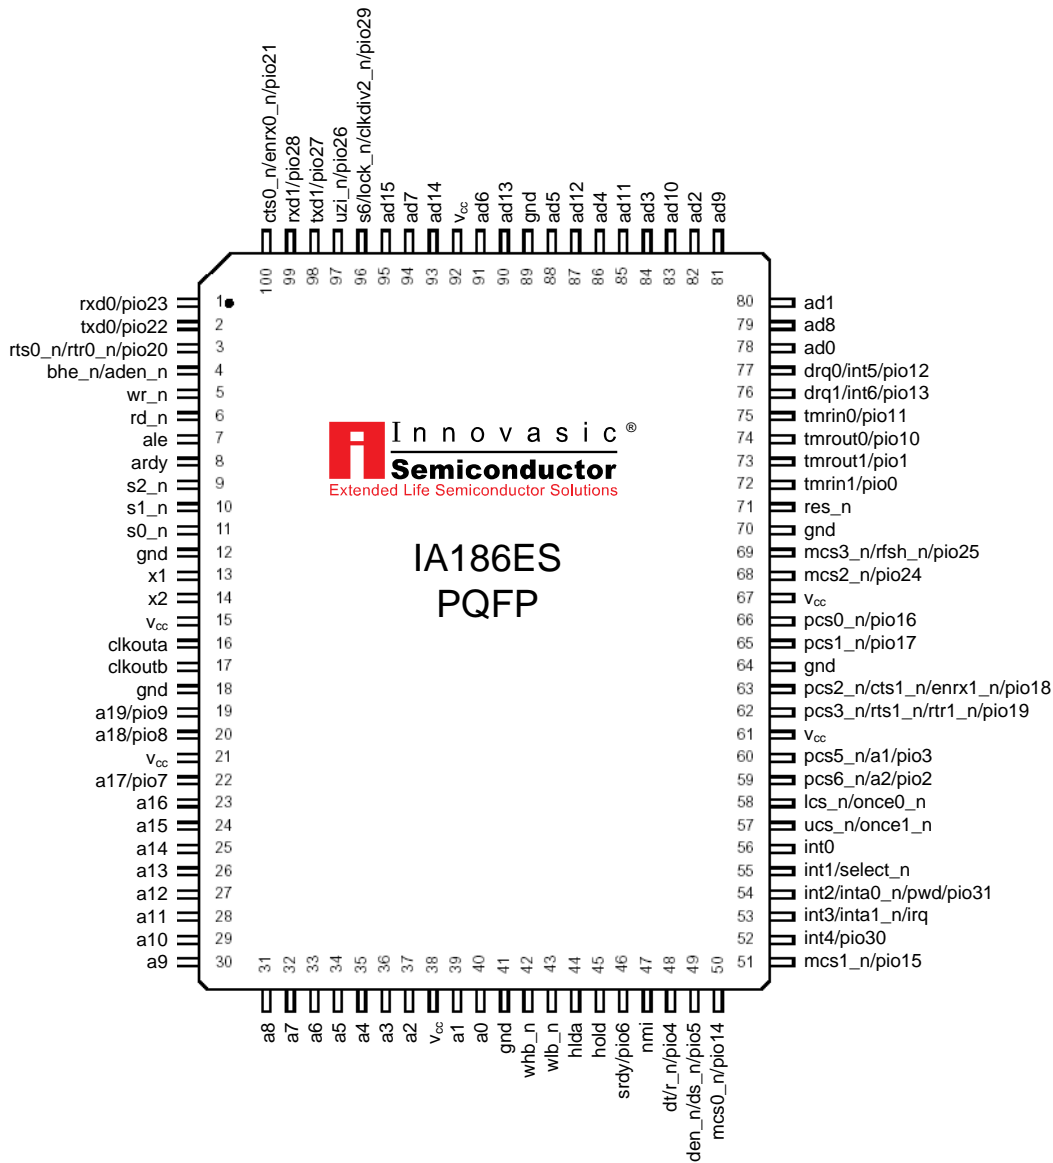 cts0_n/enrx0_n/pio21
rxd1/pio28
txd1/pio27
uzi_n/pio26
s6/lock_n/clkdiv2_n/pio29
ad15
ad7
ad14
vcc
ad6
ad13
gnd
ad5
ad12
ad4
ad11
ad3
ad10
ad2
ad9
100
99
98
97
96
95
94
93
92
91
90
89
88
87
86
85
84
83
82
81
rxd0/pio23 1
txd0/pio22 2
rts0_n/rtr0_n/pio20 3
bhe_n/aden_n 4
wr_n 5
rd_n 6
ale 7
ardy 8
s2_n 9
s1_n 10
s0_n 11
gnd 12
x1 13
x2 14
vcc 15
clkouta 16
clkoutb 17
gnd 18
a19/pio9 19
a18/pio8 20
vcc 21
a17/pio7 22
a16 23
a15 24
a14 25
a13 26
a12 27
a11 28
a10 29
a9 30
i
Innovasic®
Semiconductor
Extended Life Semiconductor Solutions
IA186ES
PQFP
80 ad1
79 ad8
78 ad0
77 drq0/int5/pio12
76 drq1/int6/pio13
75 tmrin0/pio11
74 tmrout0/pio10
73 tmrout1/pio1
72 tmrin1/pio0
71 res_n
70 gnd
69 mcs3_n/rfsh_n/pio25
68 mcs2_n/pio24
67 vcc
66 pcs0_n/pio16
65 pcs1_n/pio17
64 gnd
63 pcs2_n/cts1_n/enrx1_n/pio18
62 pcs3_n/rts1_n/rtr1_n/pio19
61 vcc
60 pcs5_n/a1/pio3
59 pcs6_n/a2/pio2
58 lcs_n/once0_n
57 ucs_n/once1_n
56 int0
55 int1/select_n
54 int2/inta0_n/pwd/pio31
53 int3/inta1_n/irq
52 int4/pio30
51 mcs1_n/pio15
31
32
33
34
35
36
37
38
39
40
41
42
43
44
45
46
47
48
49
50
a8
a7
a6
a5
a4
a3
a2
vcc
a1
a0
gnd
whb_n
wlb_n
hlda
hold
srdy/pio6
nmi
dt/r_n/pio4
den_n/ds_n/pio5
mcs0_n/pio14